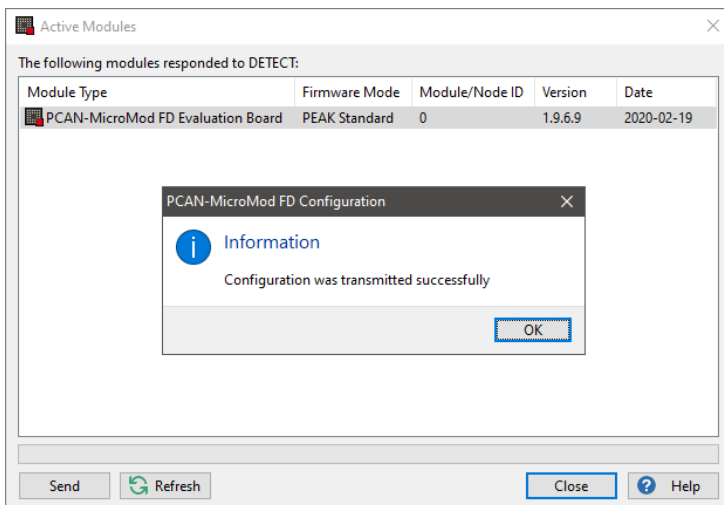 Active Modules
The following modules responded to DETECT:
Module Type Firmware Mode Module/Node ID Version Date
PCAN-MicroMod FD Evaluation Board PEAK Standard 0 1.9.6.9 2020-02-19
PCAN-MicroMod FD Configuration
Information
Configuration was transmitted successfully
OK
Send Refresh Close Help